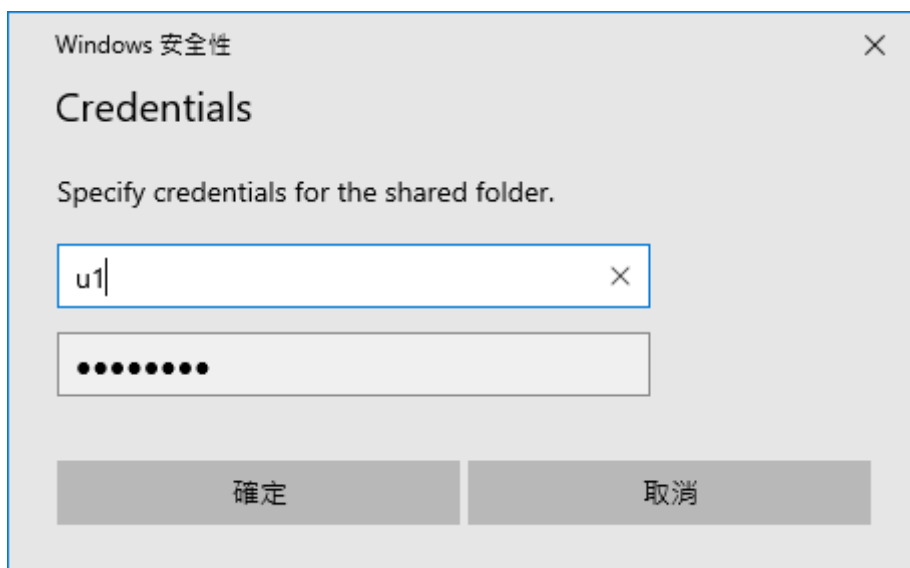 Windows 安全性
Credentials
Specify credentials for the shared folder.
u1
●●●●●●●●
確定 取消